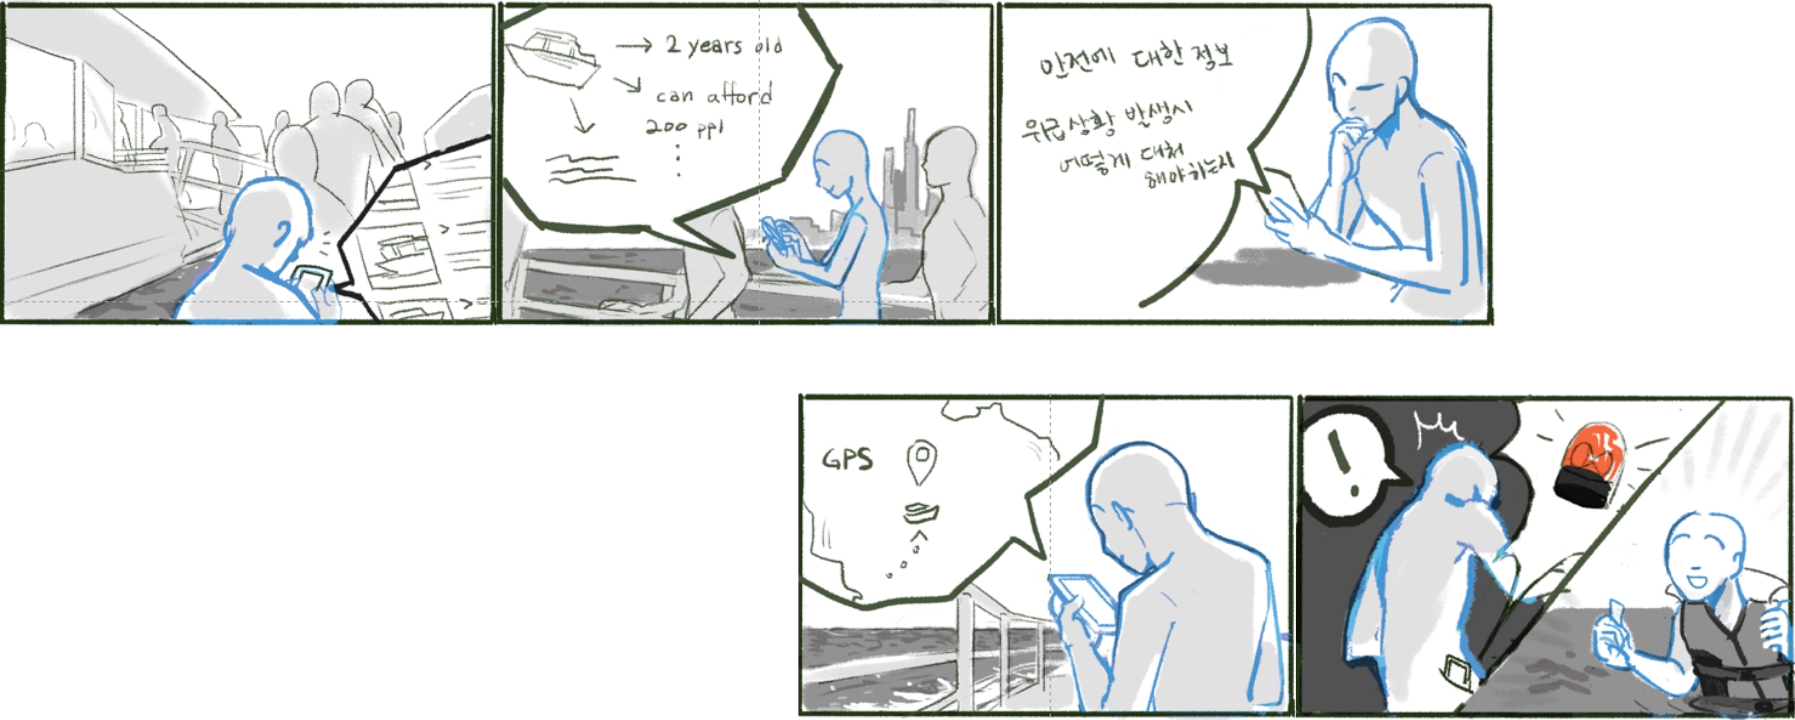 → 2 years old
can afford
200 ppl
안전에 대한 정보
위급상황 발생시
어떻게 대처
해야하는지
GPS
!